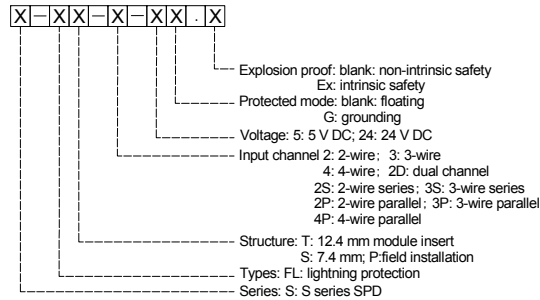 X-XX-X-XX.X
Explosion proof: blank: non-intrinsic safety
Ex: intrinsic safety
Protected mode: blank: floating
G: grounding
Voltage: 5: 5 V DC; 24: 24 V DC
Input channel 2: 2-wire; 3: 3-wire
4: 4-wire; 2D: dual channel
2S: 2-wire series; 3S: 3-wire series
2P: 2-wire parallel; 3P: 3-wire parallel
4P: 4-wire parallel
Structure: T: 12.4 mm module insert
S: 7.4 mm; P:field installation
Types: FL: lightning protection
Series: S: S series SPD